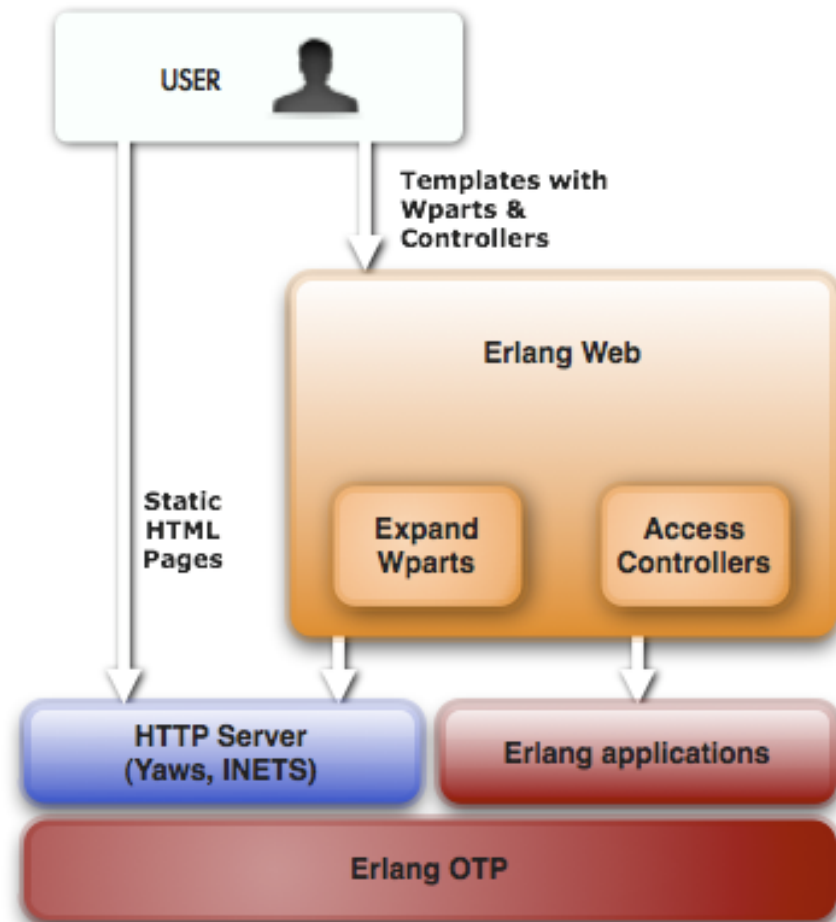 USER
Templates with
Wparts &
Controllers
Erlang Web
Static
HTML
Pages
Expand
Wparts
Access
Controllers
HTTP Server
(Yaws, INETS)
Erlang applications
Erlang OTP